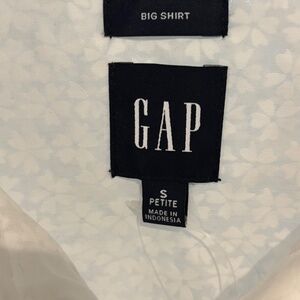 BIG SHIRT
GAP
S
PETITE
MADE IN
INDONESIA